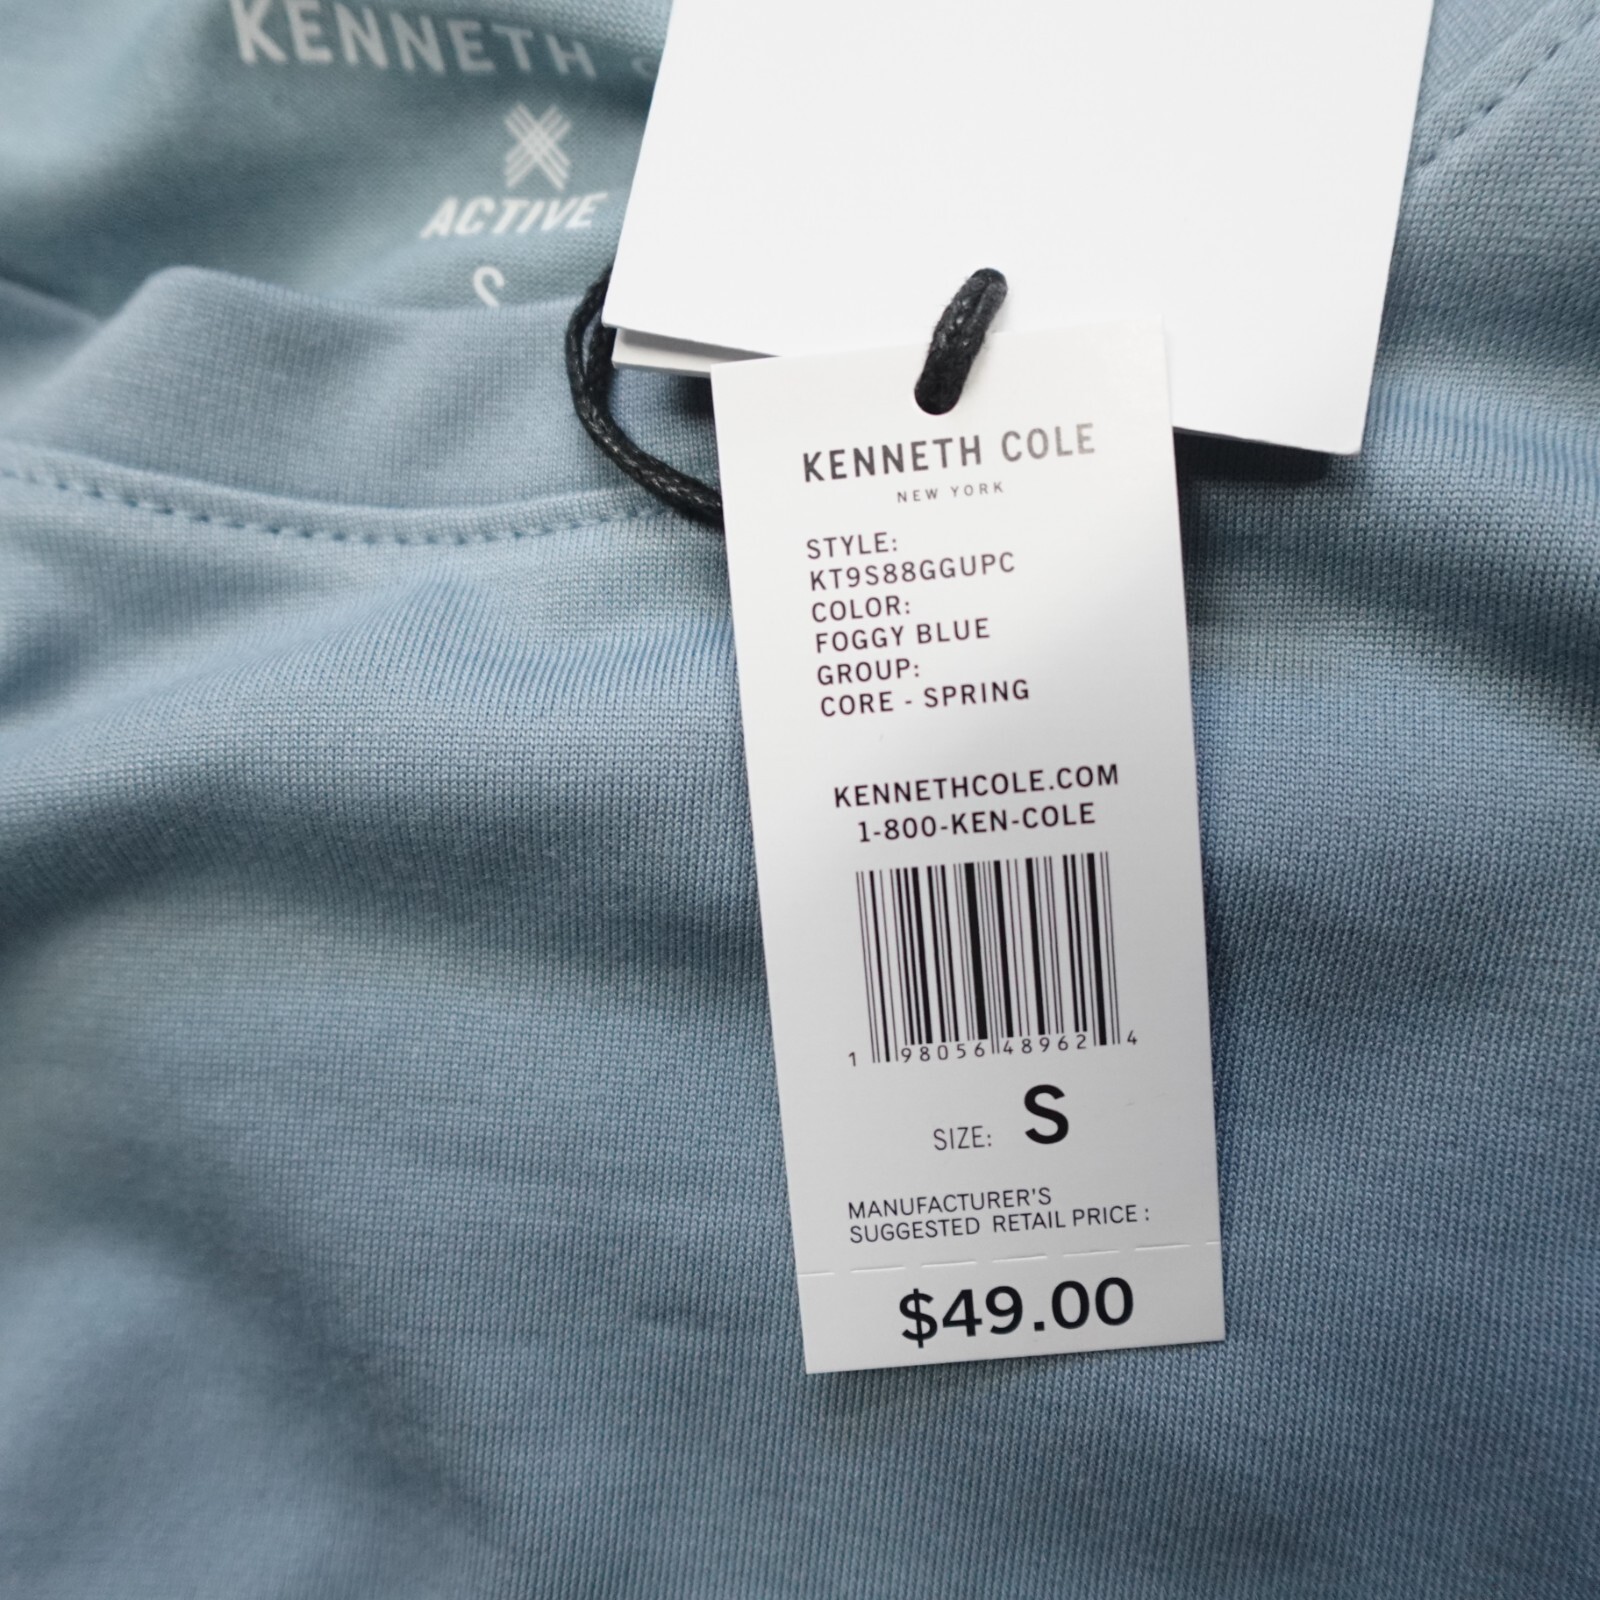 KENNETH
ACTIVE
S
KENNETH COLE
NEW YORK
STYLE:
KT9S88GGUPC
COLOR:
FOGGY BLUE
GROUP:
CORE - SPRING
KENNETHCOLE.COM
1-800-KEN-COLE
1 98056 48962 4
SIZE: S
MANUFACTURER'S
SUGGESTED RETAIL PRICE :
$49.00